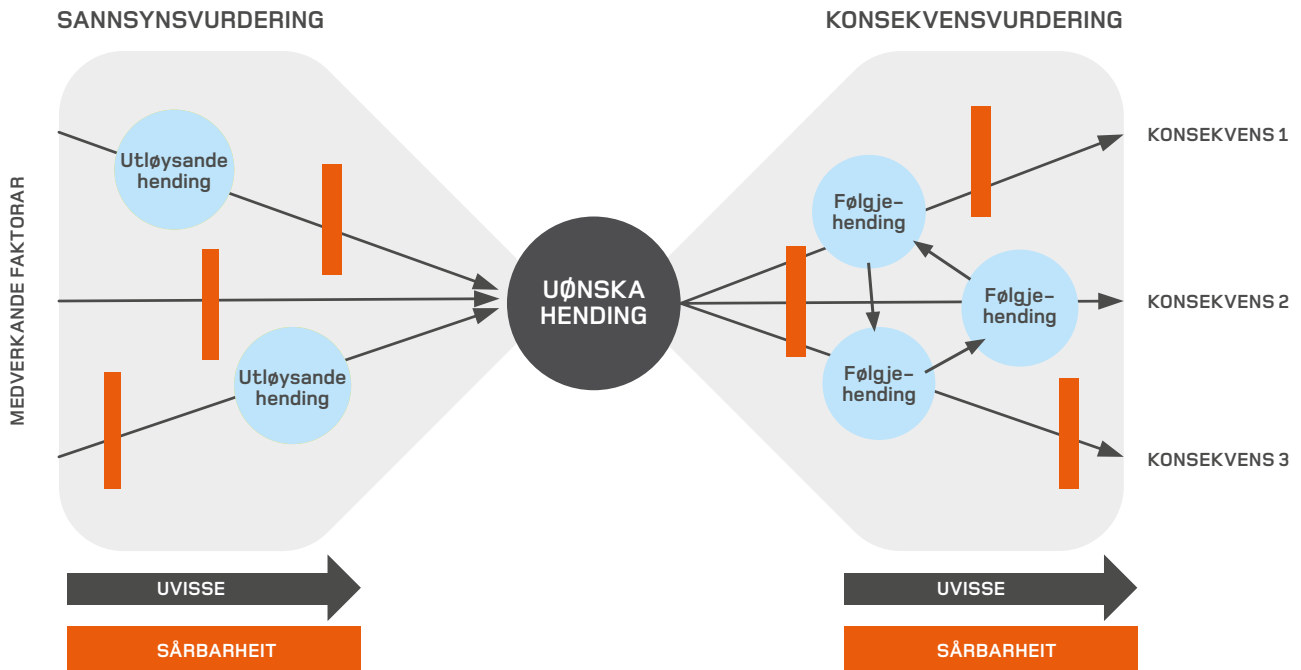 SANNSYNSVURDERING
KONSEKVENSVURDERING
MEDVERKANDE FAKTORAR
Utløysande
hending
Utløysande
hending
UØNSKA
HENDING
Følgje-
hending
Følgje-
hending
Følgje-
hending
KONSEKVENS 1
KONSEKVENS 2
KONSEKVENS 3
UVISSE
SÅRBARHEIT
UVISSE
SÅRBARHEIT